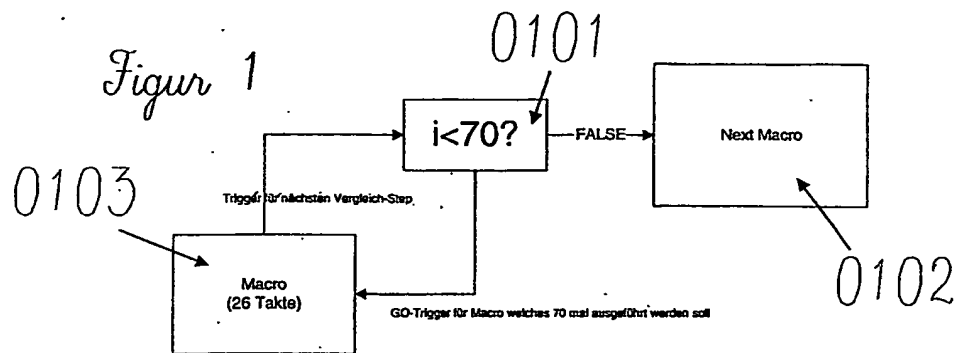 Figur 1
0101
i<70?
FALSE
Next Macro
0103
Trigger für nächsten Vergleich-Step
Macro
(26 Takte)
0102
GO-Trigger für Macro welches 70 mal ausgeführt werden soll